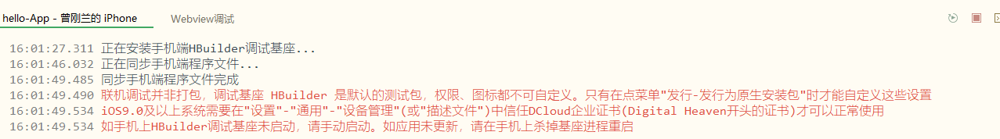 hello-App - 曾刚兰的 iPhone Webview调试
16:01:27.311 正在安装手机端HBuilder调试基座...
16:01:46.032 正在同步手机端程序文件...
16:01:49.485 同步手机端程序文件完成
16:01:49.490 联机调试并非打包，调试基座 HBuilder 是默认的测试包，权限、图标都不可自定义。只有在点菜单"发行-发行为原生安装包"时才能自定义这些设置
16:01:49.534 iOS9.0及以上系统需要在"设置"-"通用"-"设备管理"(或"描述文件")中信任DCloud企业证书(Digital Heaven开头的证书)才可以正常使用
16:01:49.534 如手机上HBuilder调试基座未启动，请手动启动。如应用未更新，请在手机上杀掉基座进程重启